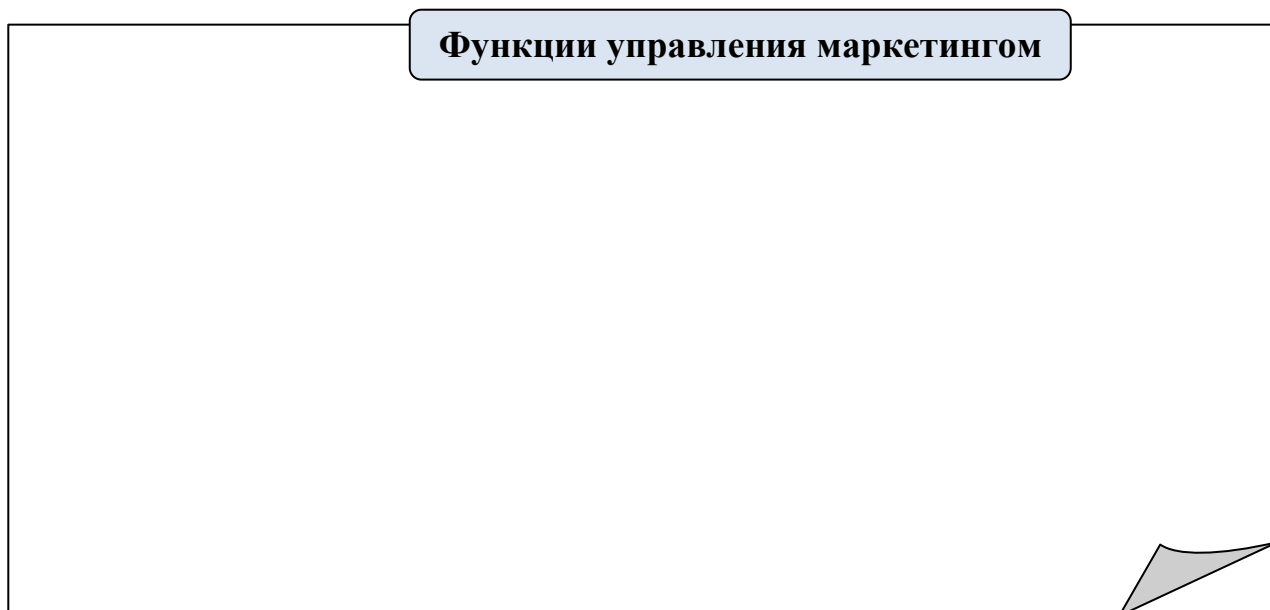 Функции управления маркетингом